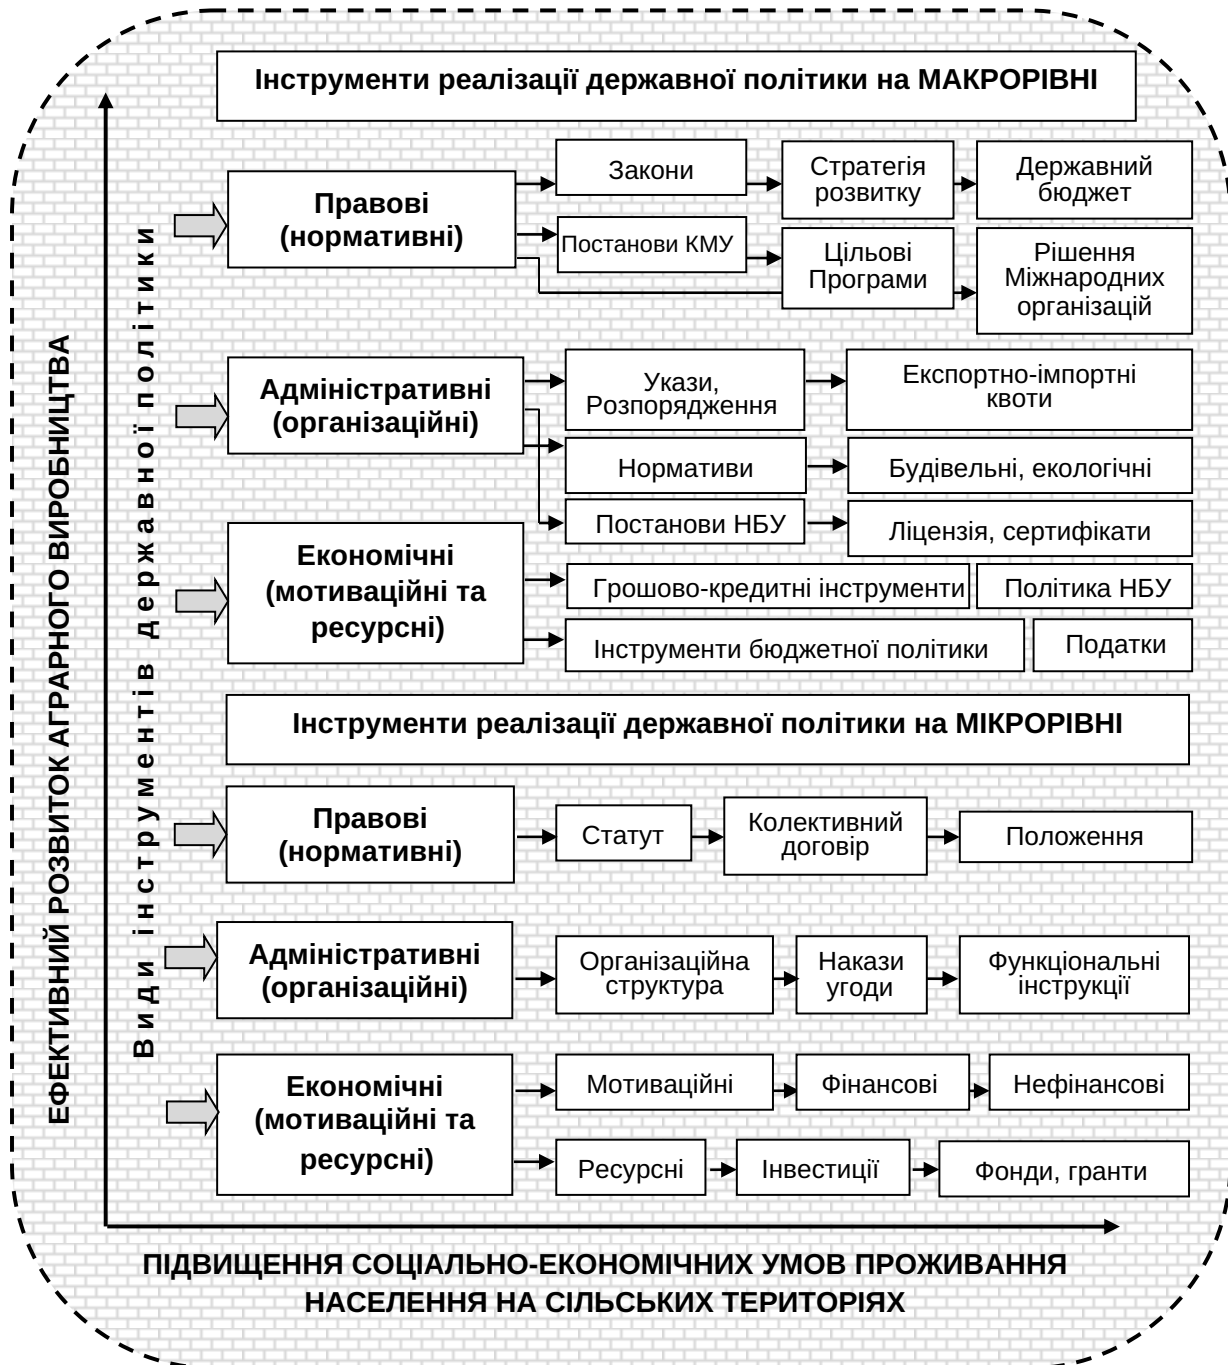 Інструменти реалізації державної політики на МАКРОРІВНІ
Правові
(нормативні)
Закони
Стратегія
розвитку
Державний
бюджет
Постанови КМУ
Цільові
Програми
Рішення
Міжнародних
організацій
Адміністративні
(організаційні)
Укази,
Розпорядження
Експортно-імпортні
квоти
Нормативи
Будівельні, екологічні
Постанови НБУ
Ліцензія, сертифікати
Економічні
(мотиваційні та
ресурсні)
Грошово-кредитні інструменти
Політика НБУ
Інструменти бюджетної політики
Податки
Інструменти реалізації державної політики на МІКРОРІВНІ
Правові
(нормативні)
Статут
Колективний
договір
Положення
Адміністративні
(організаційні)
Організаційна
структура
Накази
угоди
Функціональні
інструкції
Економічні
(мотиваційні та
ресурсні)
Мотиваційні
Фінансові
Нефінансові
Ресурсні
Інвестиції
Фонди, гранти
ЕФЕКТИВНИЙ РОЗВИТОК АГРАРНОГО ВИРОБНИЦТВА
Види інструментів державної політики
ПІДВИЩЕННЯ СОЦІАЛЬНО-ЕКОНОМІЧНИХ УМОВ ПРОЖИВАННЯ
НАСЕЛЕННЯ НА СІЛЬСЬКИХ ТЕРИТОРІЯХ